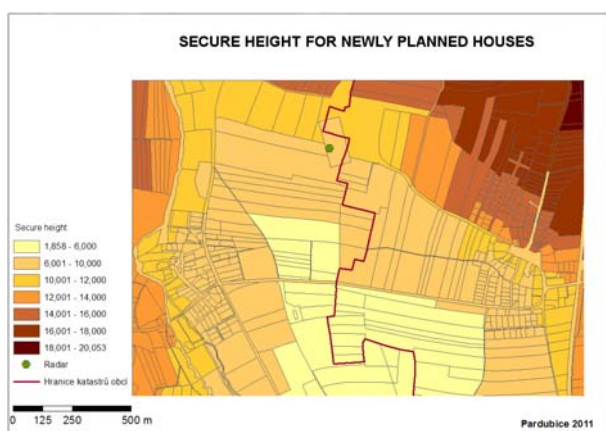 SECURE HEIGHT FOR NEWLY PLANNED HOUSES
Secure height
1,858 - 6,000
6,001 - 10,000
10,001 - 12,000
12,001 - 14,000
14,001 - 16,000
16,001 - 18,000
18,001 - 20,053
Radar
Hranice katastrů obcí
0 125 250 500 m
Pardubice 2011